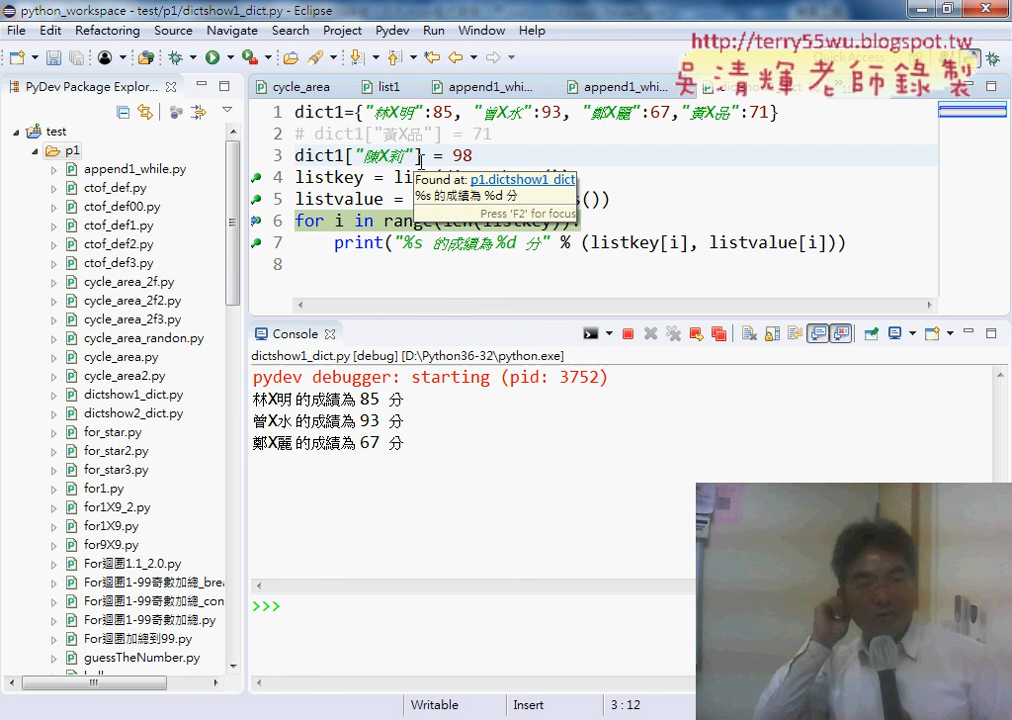 python_workspace - test/p1/dictshow1_dict.py - Eclipse
File Edit Refactoring Source Navigate Search Project Pydev Run Window Help
http://terry55wu.blogspot.tw
吳清輝老師錄製
PyDev Package Explor...
cycle_area list1 append1_whi... append1_wh...
test
p1
append1_while.py
ctof_def.py
ctof_def00.py
ctof_def1.py
ctof_def2.py
ctof_def3.py
cycle_area_2f.py
cycle_area_2f2.py
cycle_area_2f3.py
cycle_area_randon.py
cycle_area.py
cycle_area2.py
dictshow1_dict.py
dictshow2_dict.py
for_star.py
for_star2.py
for_star3.py
for1.py
for1X9_2.py
for1X9.py
for9X9.py
For迴圈1.1_2.0.py
For迴圈1-99奇數加總_brea
For迴圈1-99奇數加總_con
For迴圈1-99奇數加總.py
For迴圈加總到99.py
guessTheNumber.py
1 dict1={"林X明":85, "曾X水":93, "鄭X麗":67,"黃X品":71}
2 # dict1["黃X品"] = 71
3 dict1["陳X莉"] = 98
4 listkey = li
5 listvalue = s())
6 for i in range(len(listkey)):
7 print("%s 的成績為%d 分" % (listkey[i], listvalue[i]))
8
Found at: p1.dictshow1_dict
%s 的成績為 %d 分
Press 'F2' for focus
Console
dictshow1_dict.py [debug] [D:\Python36-32\python.exe]
pydev debugger: starting (pid: 3752)
林X明 的成績為 85 分
曾X水 的成績為 93 分
鄭X麗 的成績為 67 分
>>>
Writable Insert 3 : 12